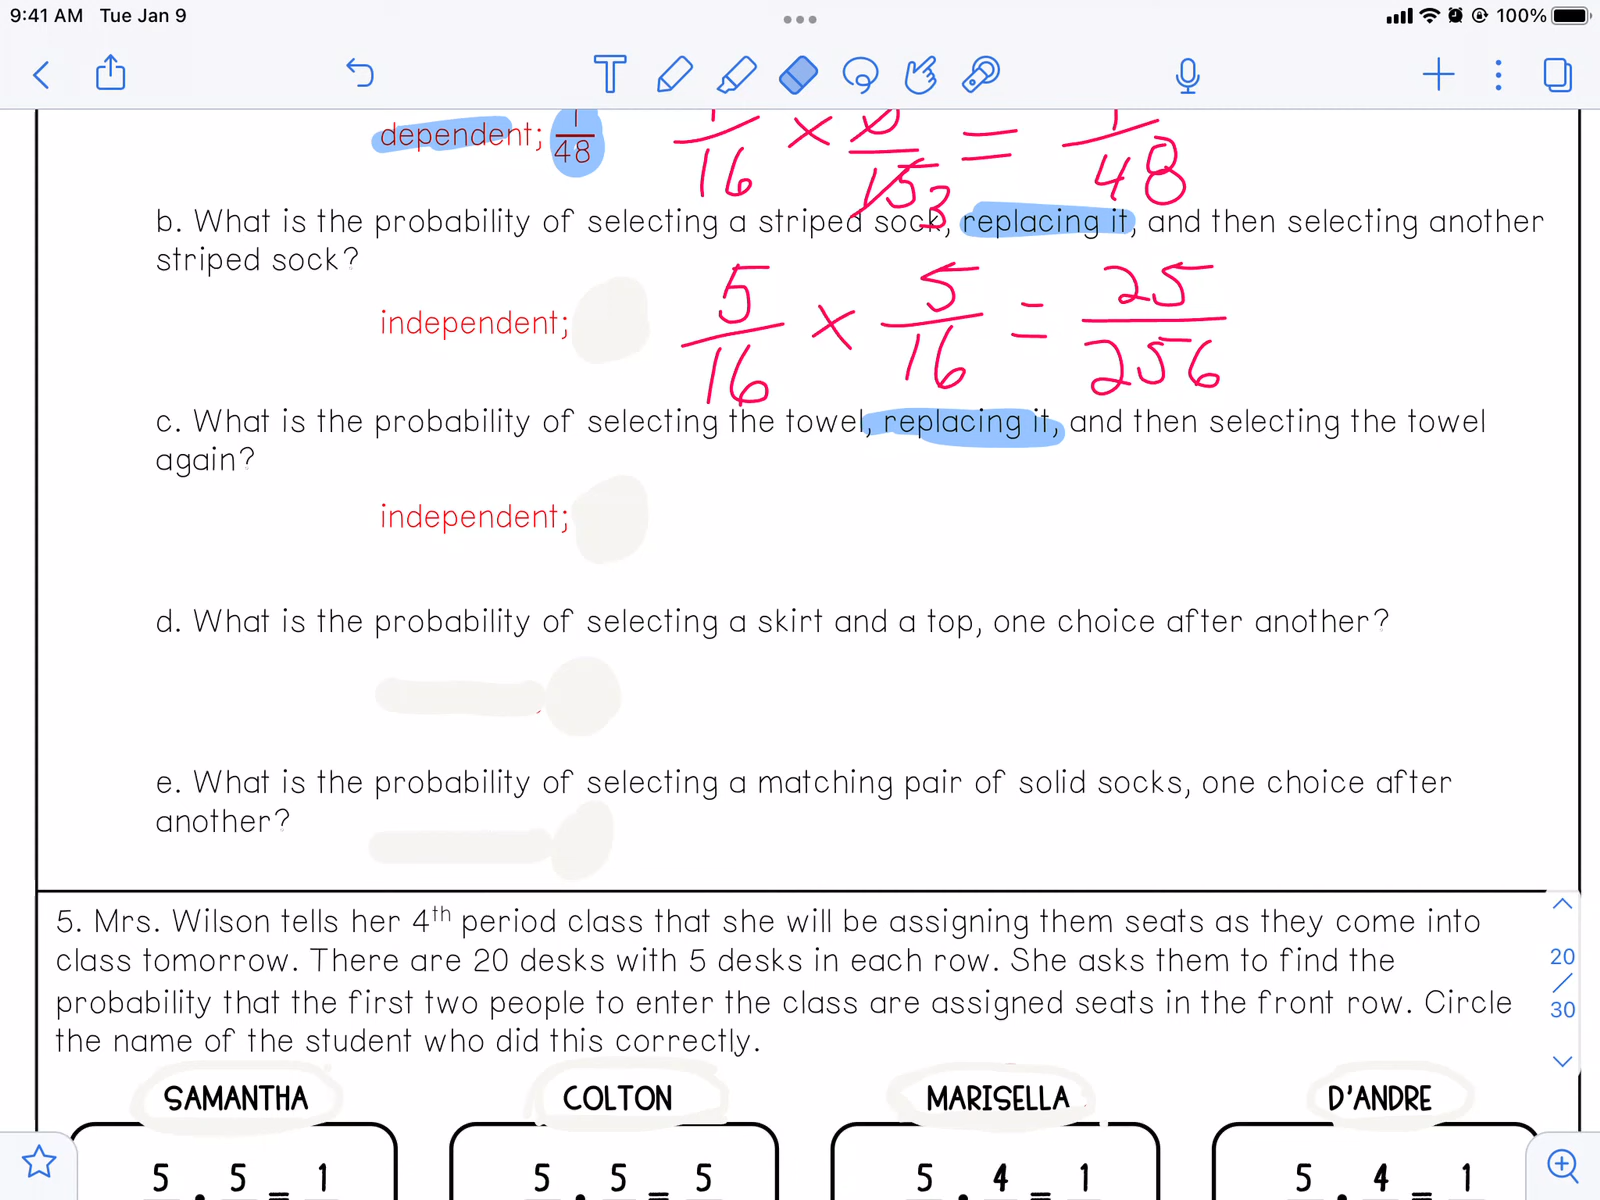 9:41 AM Tue Jan 9
100%
dependent; 1/48
/16 × /15 3 = 1/48
b. What is the probability of selecting a striped sock, replacing it, and then selecting another
striped sock?
independent;
5/16 × 5/16 = 25/256
c. What is the probability of selecting the towel, replacing it, and then selecting the towel
again?
independent;
d. What is the probability of selecting a skirt and a top, one choice after another?
e. What is the probability of selecting a matching pair of solid socks, one choice after
another?
5. Mrs. Wilson tells her 4th period class that she will be assigning them seats as they come into
class tomorrow. There are 20 desks with 5 desks in each row. She asks them to find the
probability that the first two people to enter the class are assigned seats in the front row. Circle
the name of the student who did this correctly.
20
/
30
SAMANTHA COLTON MARISELLA D'ANDRE
5 · 5 = 1 5 · 5 = 5 5 · 4 = 1 5 · 4 = 1